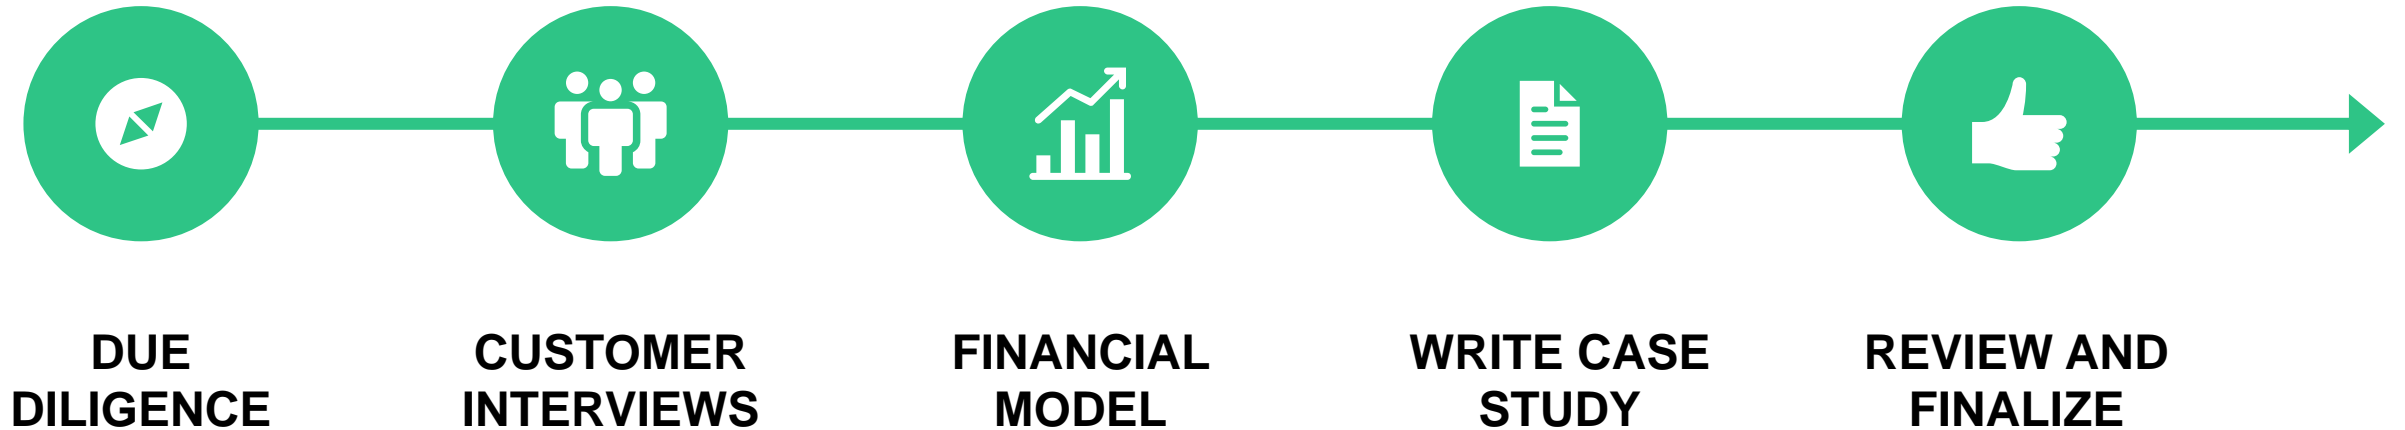 DUE
DILIGENCE
CUSTOMER
INTERVIEWS
FINANCIAL
MODEL
WRITE CASE
STUDY
REVIEW AND
FINALIZE